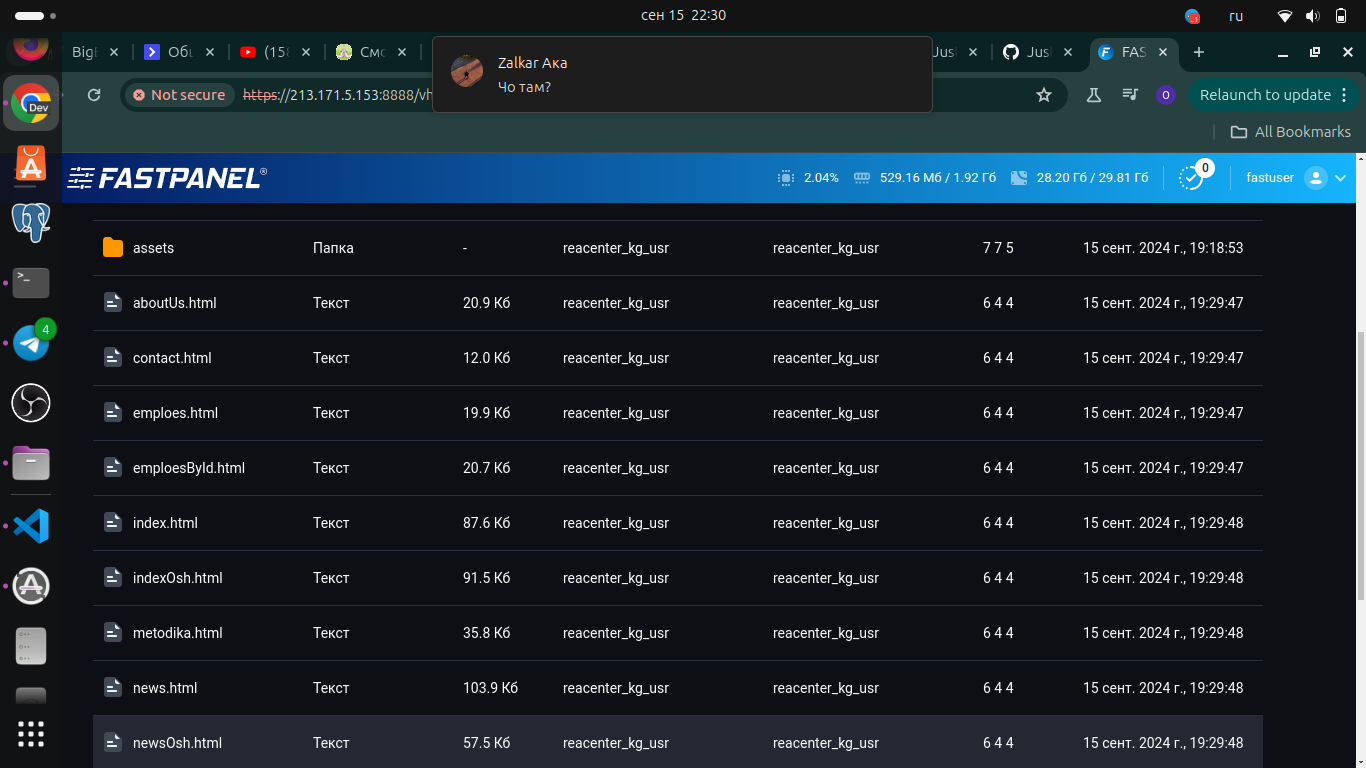 сен 15 22:30
ru
Zalkar Ака
Чо там?
YouTube (15
Смс
Jus
FAS
Not secure
https://213.171.5.153:8888/vh
Relaunch to update
All Bookmarks
Dev
O
4
FASTPANEL®
2.04%
529.16 Мб / 1.92 Гб
28.20 Гб / 29.81 Гб
0
fastuser
assets Папка - reacenter_kg_usr reacenter_kg_usr 7 7 5 15 сент. 2024 г., 19:18:53
aboutUs.html Текст 20.9 Кб reacenter_kg_usr reacenter_kg_usr 6 4 4 15 сент. 2024 г., 19:29:47
contact.html Текст 12.0 Кб reacenter_kg_usr reacenter_kg_usr 6 4 4 15 сент. 2024 г., 19:29:47
emploes.html Текст 19.9 Кб reacenter_kg_usr reacenter_kg_usr 6 4 4 15 сент. 2024 г., 19:29:47
emploesById.html Текст 20.7 Кб reacenter_kg_usr reacenter_kg_usr 6 4 4 15 сент. 2024 г., 19:29:47
index.html Текст 87.6 Кб reacenter_kg_usr reacenter_kg_usr 6 4 4 15 сент. 2024 г., 19:29:48
indexOsh.html Текст 91.5 Кб reacenter_kg_usr reacenter_kg_usr 6 4 4 15 сент. 2024 г., 19:29:48
metodika.html Текст 35.8 Кб reacenter_kg_usr reacenter_kg_usr 6 4 4 15 сент. 2024 г., 19:29:48
news.html Текст 103.9 Кб reacenter_kg_usr reacenter_kg_usr 6 4 4 15 сент. 2024 г., 19:29:48
newsOsh.html Текст 57.5 Кб reacenter_kg_usr reacenter_kg_usr 6 4 4 15 сент. 2024 г., 19:29:48